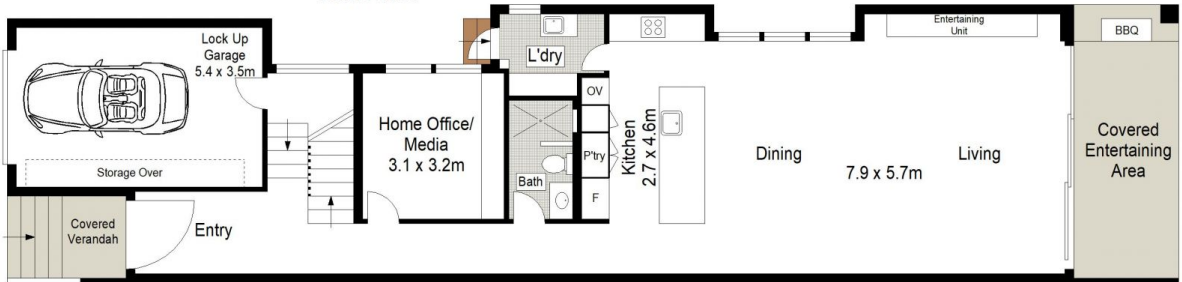 Lock Up
Garage
5.4 x 3.5m
Storage Over
Covered
Verandah
Entry
Home Office/
Media
3.1 x 3.2m
L'dry
Bath
OV
P'try
F
Kitchen
2.7 x 4.6m
Dining
Living
7.9 x 5.7m
Entertaining
Unit
BBQ
Covered
Entertaining
Area